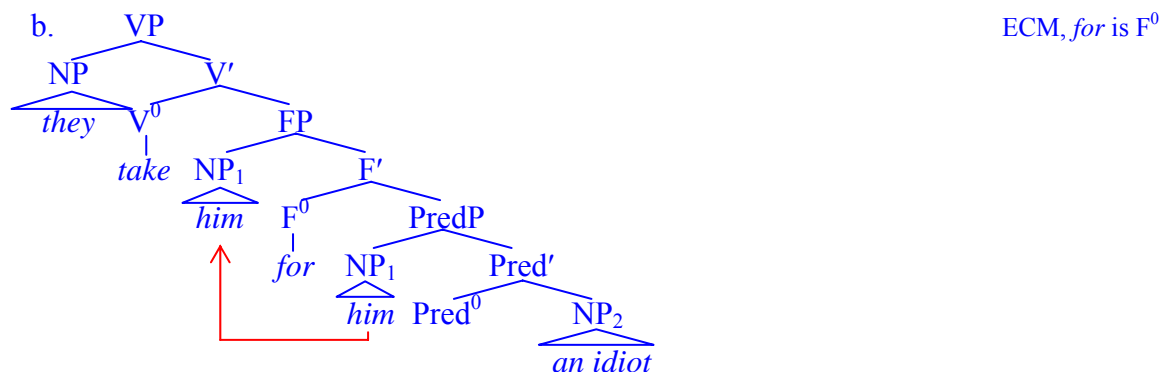 b. VP ECM, for is F⁰
NP V′
they V⁰ FP
take NP₁ F′
him F⁰ PredP
for NP₁ Pred′
him Pred⁰ NP₂
an idiot